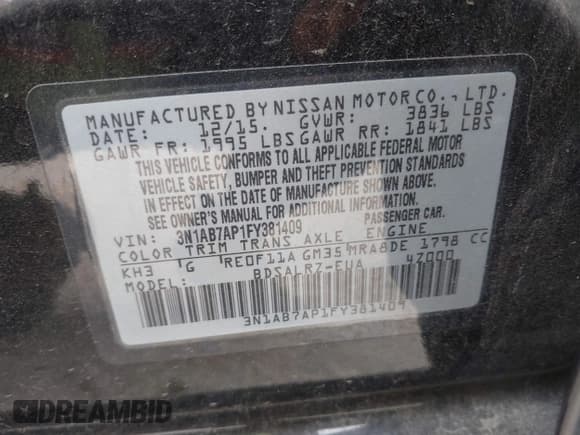 MANUFACTURED BY NISSAN MOTOR CO., LTD.
DATE: 12/15. GVWR: 3836 LBS
GAWR FR: 1995 LBS GAWR RR: 1841 LBS
THIS VEHICLE CONFORMS TO ALL APPLICABLE FEDERAL MOTOR
VEHICLE SAFETY, BUMPER AND THEFT PREVENTION STANDARDS
IN EFFECT ON THE DATE OF MANUFACTURE SHOWN ABOVE.
SEE OWNER'S MANUAL FOR ADDITIONAL INFORMATION.
VIN: 3N1AB7AP1FY381409 PASSENGER CAR.
COLOR TRIM TRANS AXLE ENGINE
KH3 G RE0F11A GM35 MRA8DE 1798 CC
MODEL: BDSALRZ-EUA 47000
3N1AB7AP1FY381409
DREAMBID